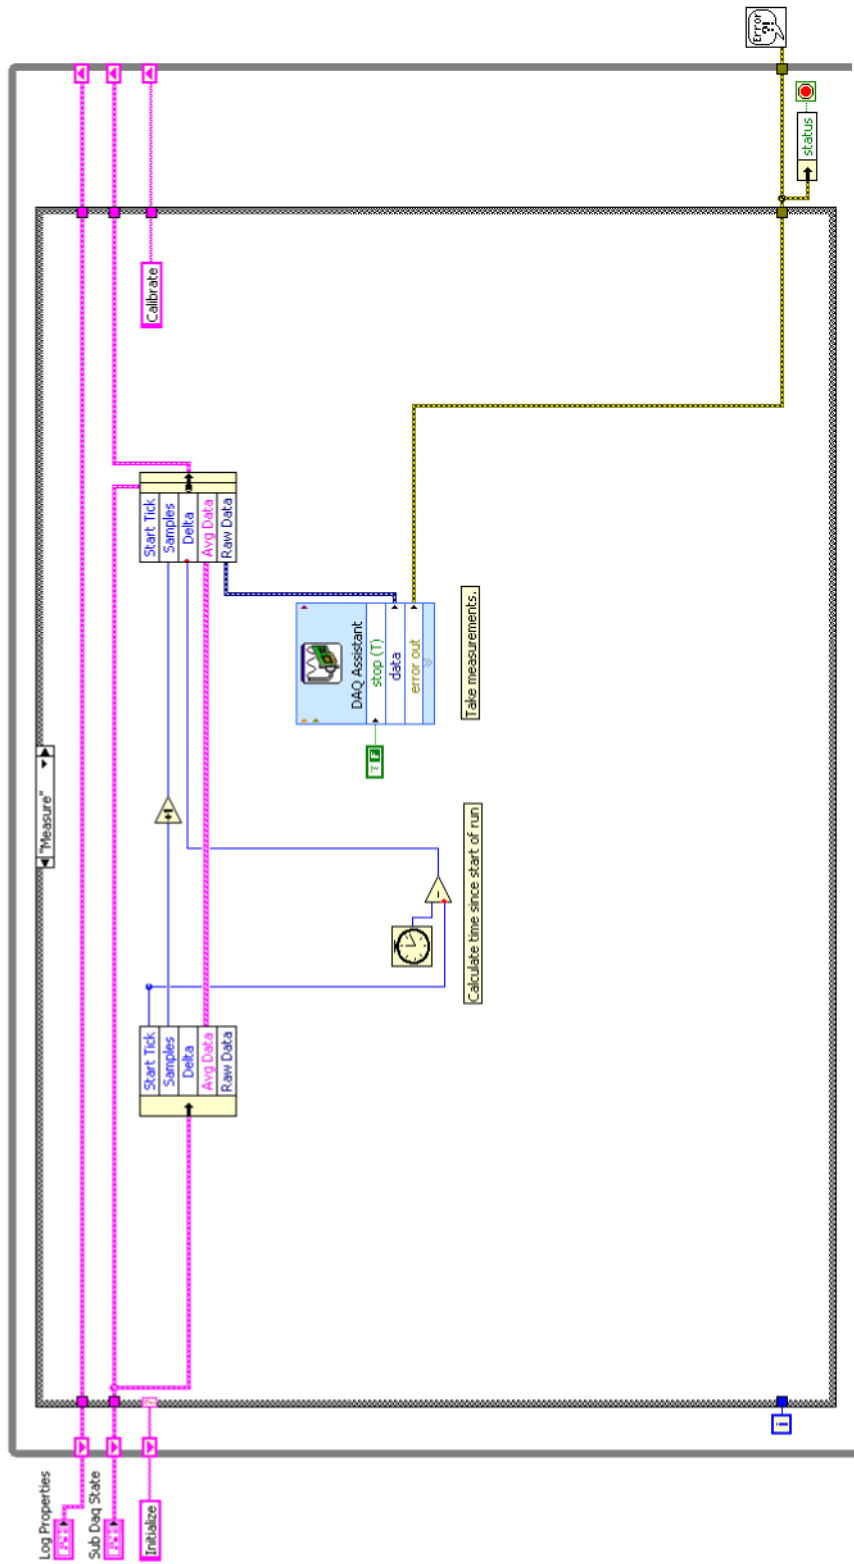 Log Properties
Sub Daq State
Initialize
"Measure"
Start Tick
Samples
Delta
Avg Data
Raw Data
+1
-
Calculate time since start of run
DAQ Assistant
stop (T)
data
error out
T F
Take measurements.
Start Tick
Samples
Delta
Avg Data
Raw Data
Calibrate
i
status
Error
?!